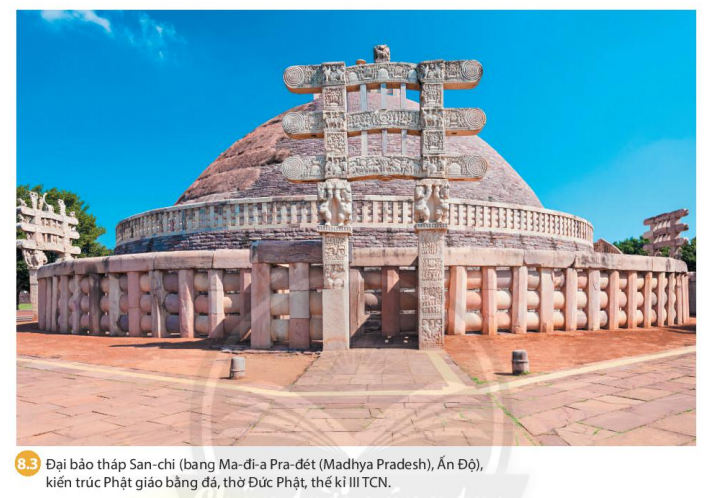 8.3 Đại bảo tháp San-chi (bang Ma-đi-a Pra-đét (Madhya Pradesh), Ấn Độ),
kiến trúc Phật giáo bằng đá, thờ Đức Phật, thế kỉ III TCN.